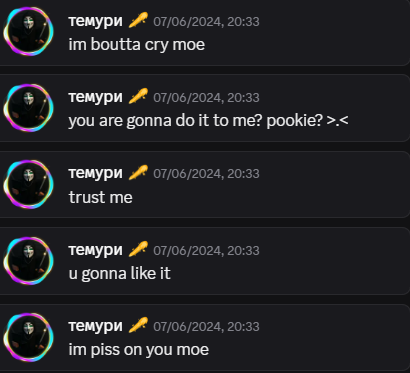 темури 07/06/2024, 20:33
im boutta cry moe
темури 07/06/2024, 20:33
you are gonna do it to me? pookie? >.<
темури 07/06/2024, 20:33
trust me
темури 07/06/2024, 20:33
u gonna like it
темури 07/06/2024, 20:33
im piss on you moe